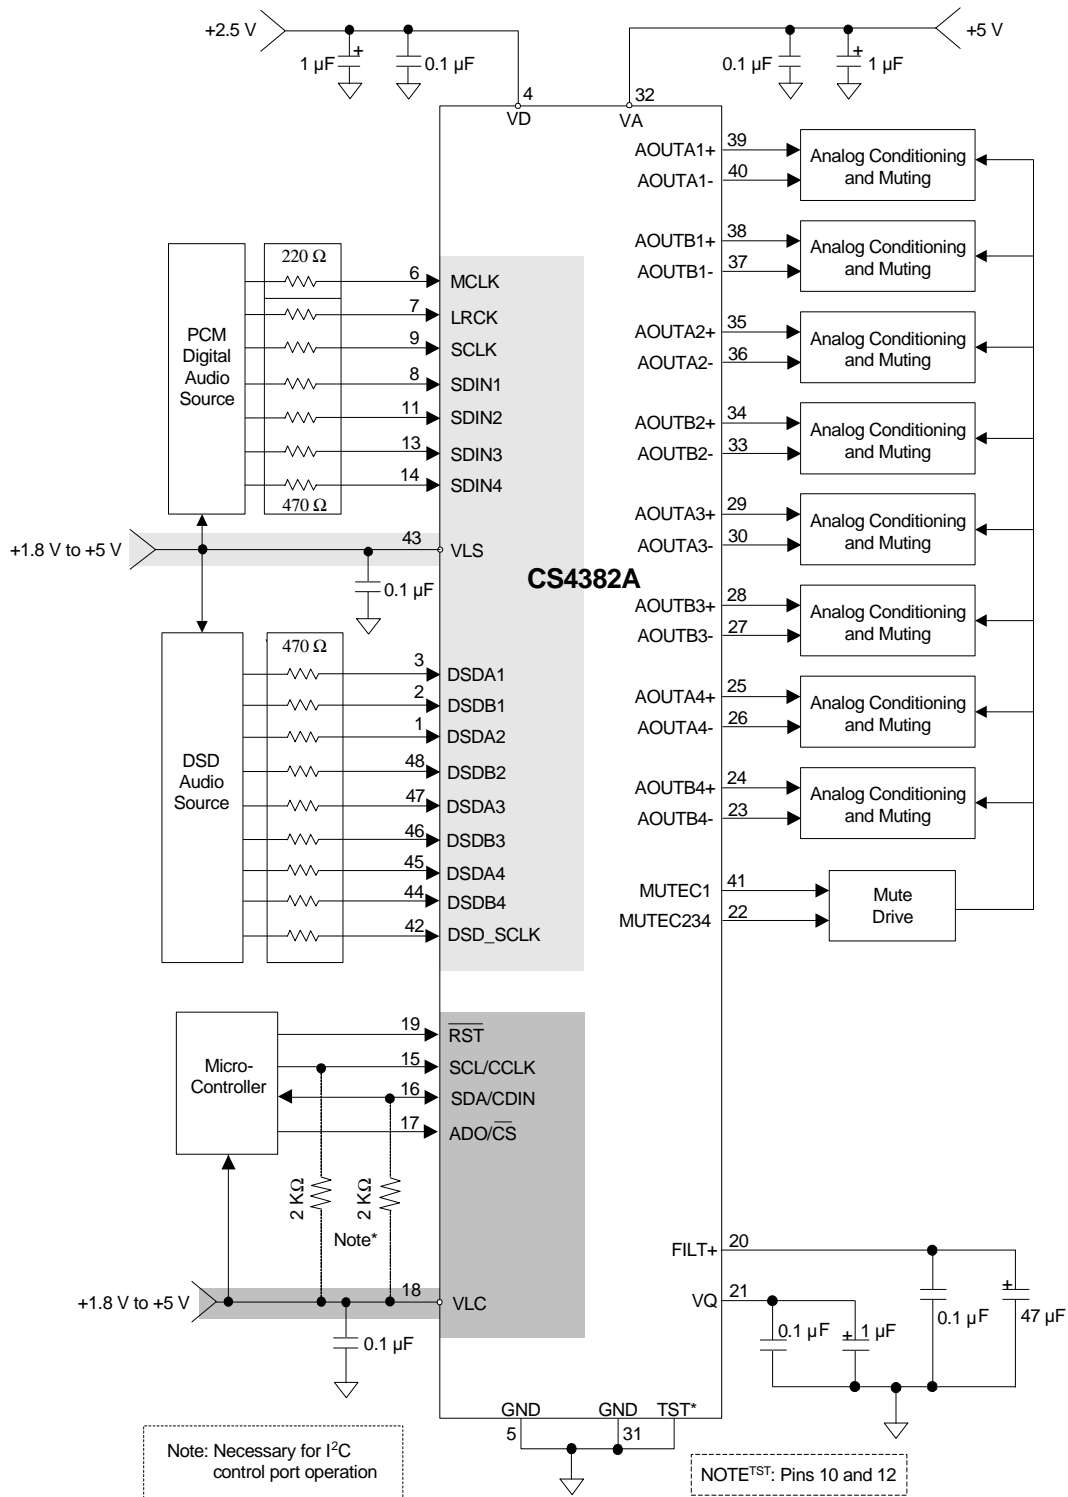 +2.5 V
+5 V
1 µF
+
0.1 µF
0.1 µF
+
1 µF
4
32
VD
VA
PCM
Digital
Audio
Source
220 Ω
470 Ω
6
MCLK
7
LRCK
9
SCLK
8
SDIN1
11
SDIN2
13
SDIN3
14
SDIN4
+1.8 V to +5 V
43
VLS
0.1 µF
CS4382A
DSD
Audio
Source
470 Ω
3
DSDA1
2
DSDB1
1
DSDA2
48
DSDB2
47
DSDA3
46
DSDB3
45
DSDA4
44
DSDB4
42
DSD_SCLK
Micro-
Controller
19
RST
15
SCL/CCLK
16
SDA/CDIN
17
ADO/CS
2 KΩ
2 KΩ
Note*
+1.8 V to +5 V
18
VLC
0.1 µF
AOUTA1+
39
AOUTA1-
40
Analog Conditioning
and Muting
AOUTB1+
38
AOUTB1-
37
Analog Conditioning
and Muting
AOUTA2+
35
AOUTA2-
36
Analog Conditioning
and Muting
AOUTB2+
34
AOUTB2-
33
Analog Conditioning
and Muting
AOUTA3+
29
AOUTA3-
30
Analog Conditioning
and Muting
AOUTB3+
28
AOUTB3-
27
Analog Conditioning
and Muting
AOUTA4+
25
AOUTA4-
26
Analog Conditioning
and Muting
AOUTB4+
24
AOUTB4-
23
Analog Conditioning
and Muting
MUTEC1
41
MUTEC234
22
Mute
Drive
FILT+
20
VQ
21
0.1 µF
+
1 µF
0.1 µF
+
47 µF
GND
GND
TST*
5
31
Note: Necessary for I²C
control port operation
NOTE^TST: Pins 10 and 12